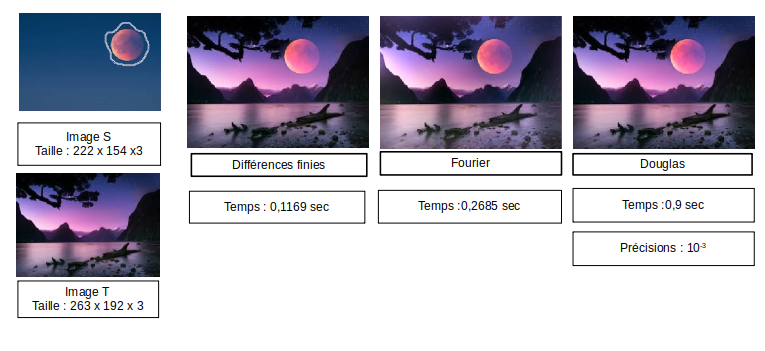 Image S
Taille : 222 x 154 x3
Image T
Taille : 263 x 192 x 3
Différences finies
Temps : 0,1169 sec
Fourier
Temps :0,2685 sec
Douglas
Temps :0,9 sec
Précisions : 10⁻³